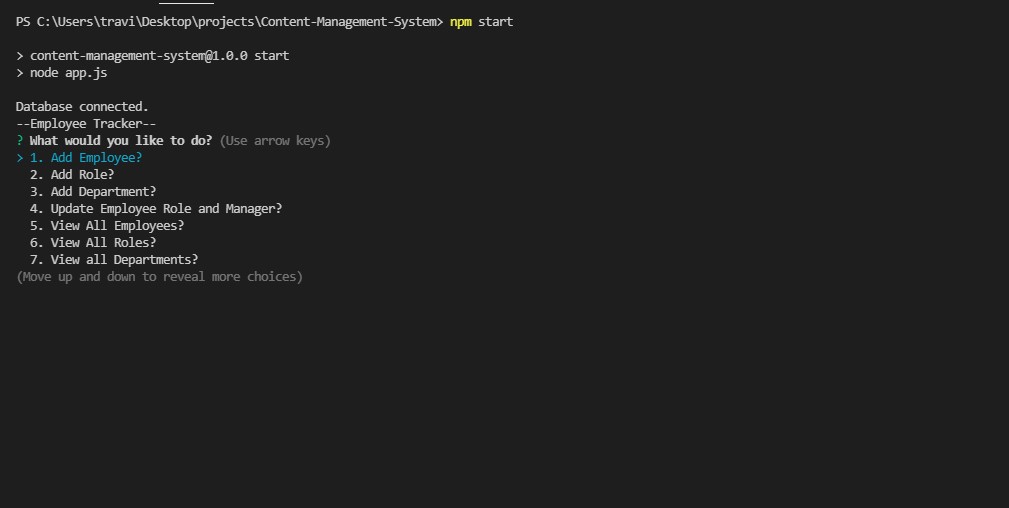 PS C:\Users\travi\Desktop\projects\Content-Management-System> npm start
> content-management-system@1.0.0 start
> node app.js
Database connected.
--Employee Tracker--
? What would you like to do? (Use arrow keys)
> 1. Add Employee?
2. Add Role?
3. Add Department?
4. Update Employee Role and Manager?
5. View All Employees?
6. View All Roles?
7. View all Departments?
(Move up and down to reveal more choices)